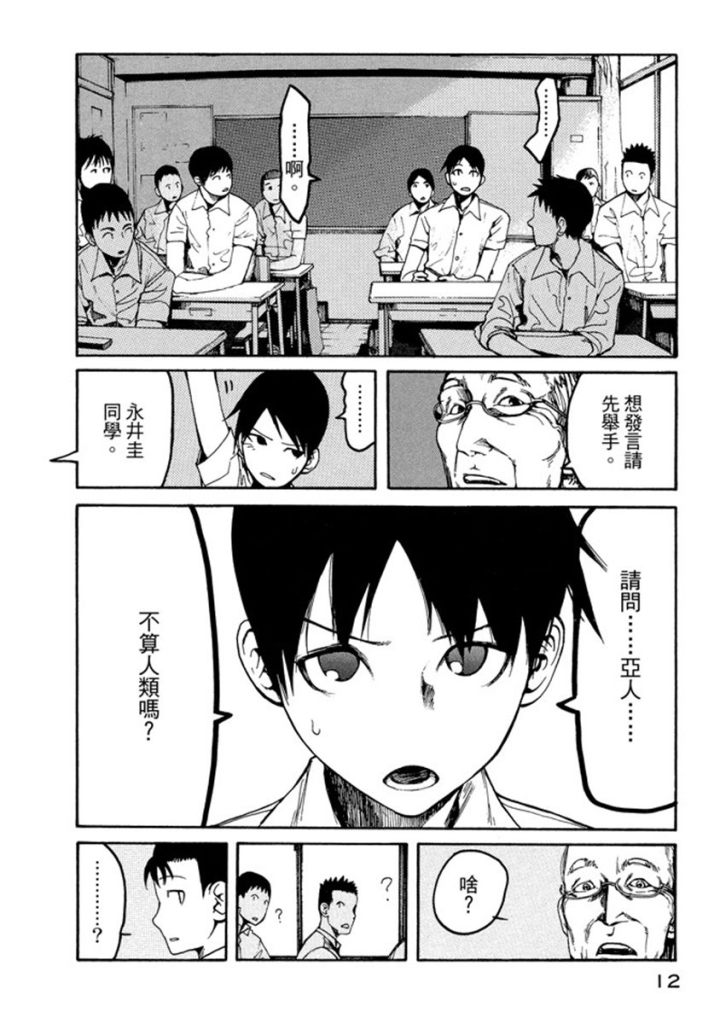 ………
……啊。
想發言請
先舉手。
………
永井圭
同學。
請問……亞人……
不算人類嗎？
啥？
？
？
………？
12